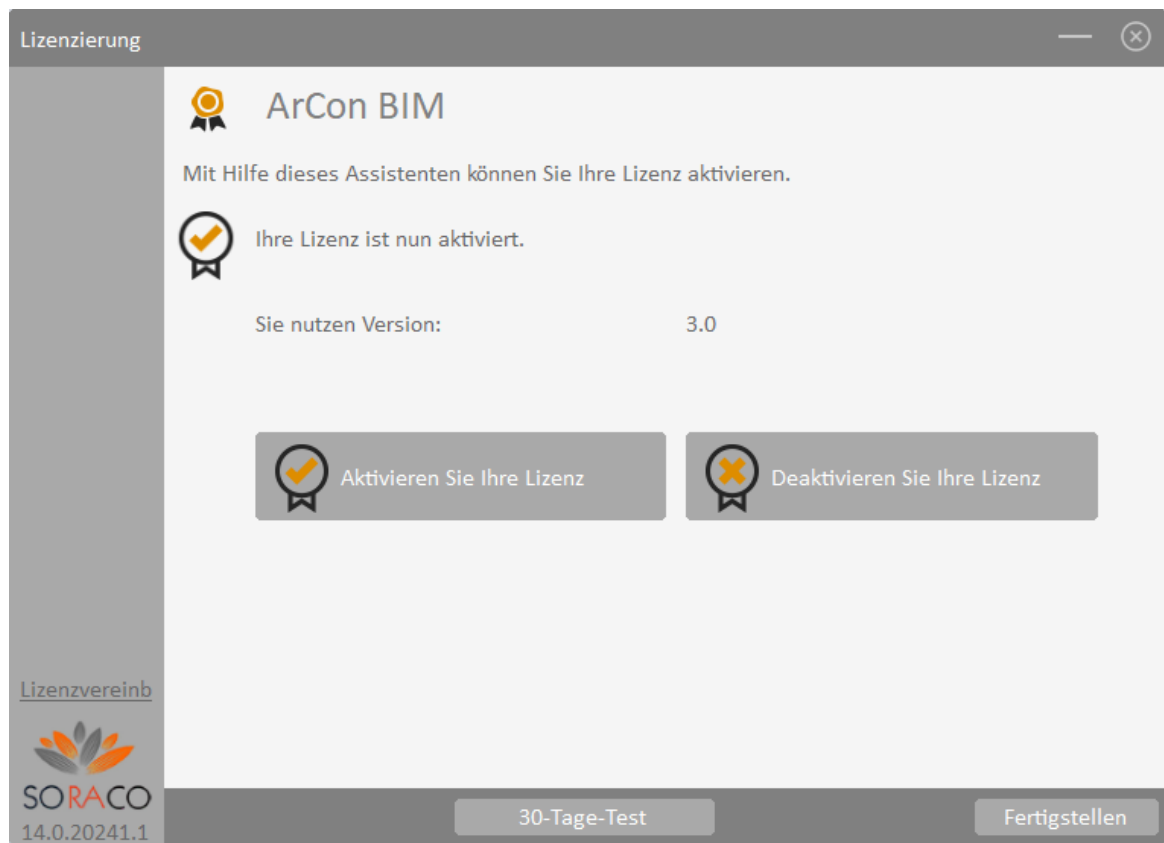 Lizenzierung
ArCon BIM
Mit Hilfe dieses Assistenten können Sie Ihre Lizenz aktivieren.
Ihre Lizenz ist nun aktiviert.
Sie nutzen Version: 3.0
Aktivieren Sie Ihre Lizenz
Deaktivieren Sie Ihre Lizenz
Lizenzvereinb
SORACO
14.0.20241.1
30-Tage-Test
Fertigstellen